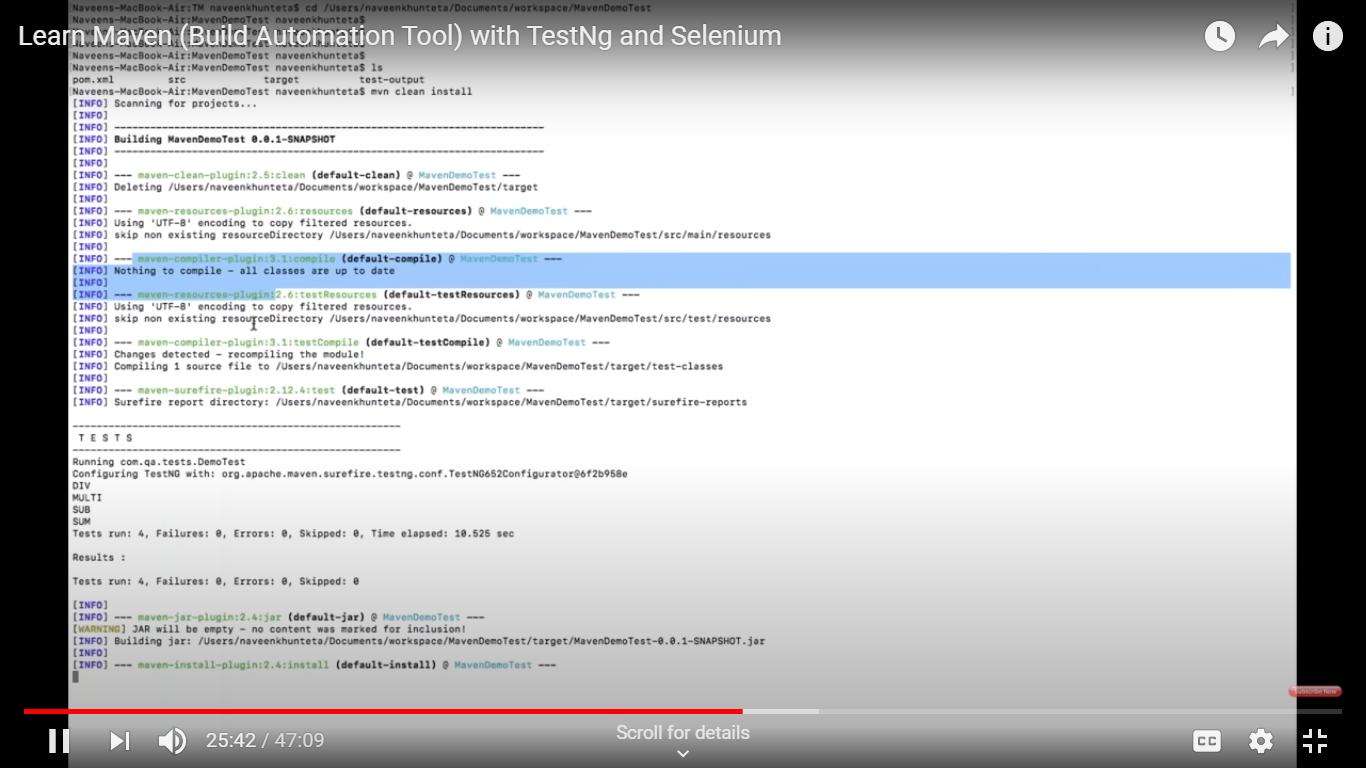 Naveens-MacBook-Air:TM naveenkhunteta$ cd /Users/naveenkhunteta/Documents/workspace/MavenDemoTest
Naveens-MacBook-Air:MavenDemoTest naveenkhunteta$
Learn Maven (Build Automation Tool) with TestNg and Selenium
Naveens-MacBook-Air:MavenDemoTest naveenkhunteta$
Naveens-MacBook-Air:MavenDemoTest naveenkhunteta$ ls
pom.xml src target test-output
Naveens-MacBook-Air:MavenDemoTest naveenkhunteta$ mvn clean install
[INFO] Scanning for projects...
[INFO]
[INFO] ------------------------------------------------------------------------
[INFO] Building MavenDemoTest 0.0.1-SNAPSHOT
[INFO] ------------------------------------------------------------------------
[INFO]
[INFO] --- maven-clean-plugin:2.5:clean (default-clean) @ MavenDemoTest ---
[INFO] Deleting /Users/naveenkhunteta/Documents/workspace/MavenDemoTest/target
[INFO]
[INFO] --- maven-resources-plugin:2.6:resources (default-resources) @ MavenDemoTest ---
[INFO] Using 'UTF-8' encoding to copy filtered resources.
[INFO] skip non existing resourceDirectory /Users/naveenkhunteta/Documents/workspace/MavenDemoTest/src/main/resources
[INFO]
[INFO] --- maven-compiler-plugin:3.1:compile (default-compile) @ MavenDemoTest ---
[INFO] Nothing to compile - all classes are up to date
[INFO]
[INFO] --- maven-resources-plugin:2.6:testResources (default-testResources) @ MavenDemoTest ---
[INFO] Using 'UTF-8' encoding to copy filtered resources.
[INFO] skip non existing resourceDirectory /Users/naveenkhunteta/Documents/workspace/MavenDemoTest/src/test/resources
[INFO]
[INFO] --- maven-compiler-plugin:3.1:testCompile (default-testCompile) @ MavenDemoTest ---
[INFO] Changes detected - recompiling the module!
[INFO] Compiling 1 source file to /Users/naveenkhunteta/Documents/workspace/MavenDemoTest/target/test-classes
[INFO]
[INFO] --- maven-surefire-plugin:2.12.4:test (default-test) @ MavenDemoTest ---
[INFO] Surefire report directory: /Users/naveenkhunteta/Documents/workspace/MavenDemoTest/target/surefire-reports
-------------------------------------------------------
T E S T S
-------------------------------------------------------
Running com.qa.tests.DemoTest
Configuring TestNG with: org.apache.maven.surefire.testng.conf.TestNG652Configurator@6f2b958e
DIV
MULTI
SUB
SUM
Tests run: 4, Failures: 0, Errors: 0, Skipped: 0, Time elapsed: 10.525 sec
Results :
Tests run: 4, Failures: 0, Errors: 0, Skipped: 0
[INFO]
[INFO] --- maven-jar-plugin:2.4:jar (default-jar) @ MavenDemoTest ---
[WARNING] JAR will be empty - no content was marked for inclusion!
[INFO] Building jar: /Users/naveenkhunteta/Documents/workspace/MavenDemoTest/target/MavenDemoTest-0.0.1-SNAPSHOT.jar
[INFO]
[INFO] --- maven-install-plugin:2.4:install (default-install) @ MavenDemoTest ---
Subscribe Now
25:42 / 47:09
Scroll for details
CC